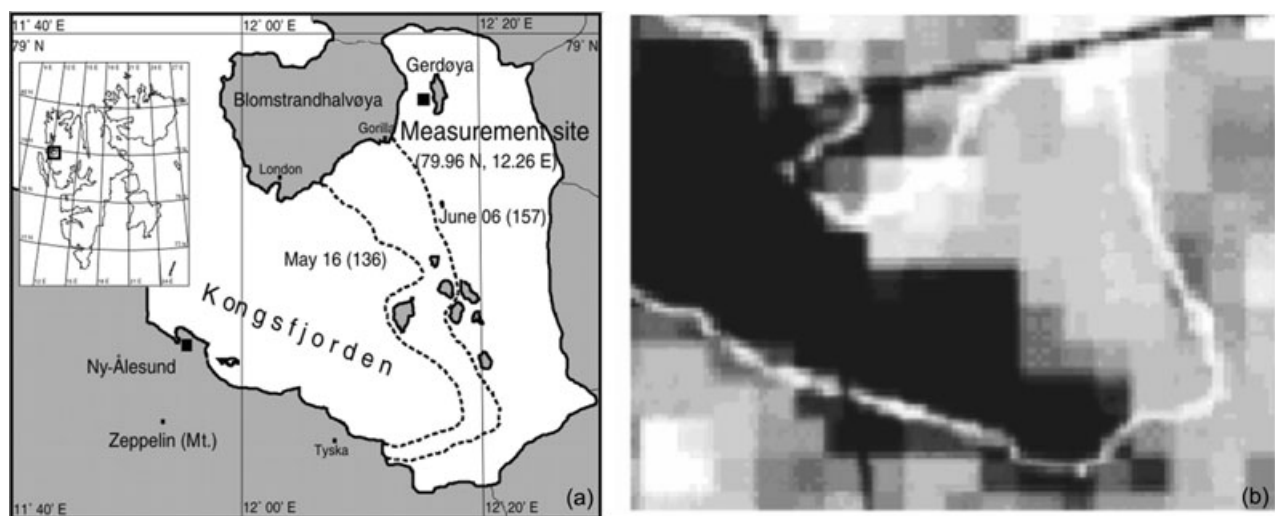 11˚ 40' E
12˚ 00' E
12˚ 20' E
79˚ N
79˚ N
Gerdøya
Blomstrandhalvøya
Gorilla
Measurement site
(79.96 N, 12.26 E)
London
June 06 (157)
May 16 (136)
Kongsfjorden
Ny-Ålesund
Zeppelin (Mt.)
Tyska
(a)
(b)
11˚ 40' E
12˚ 00' E
12˚ 20' E